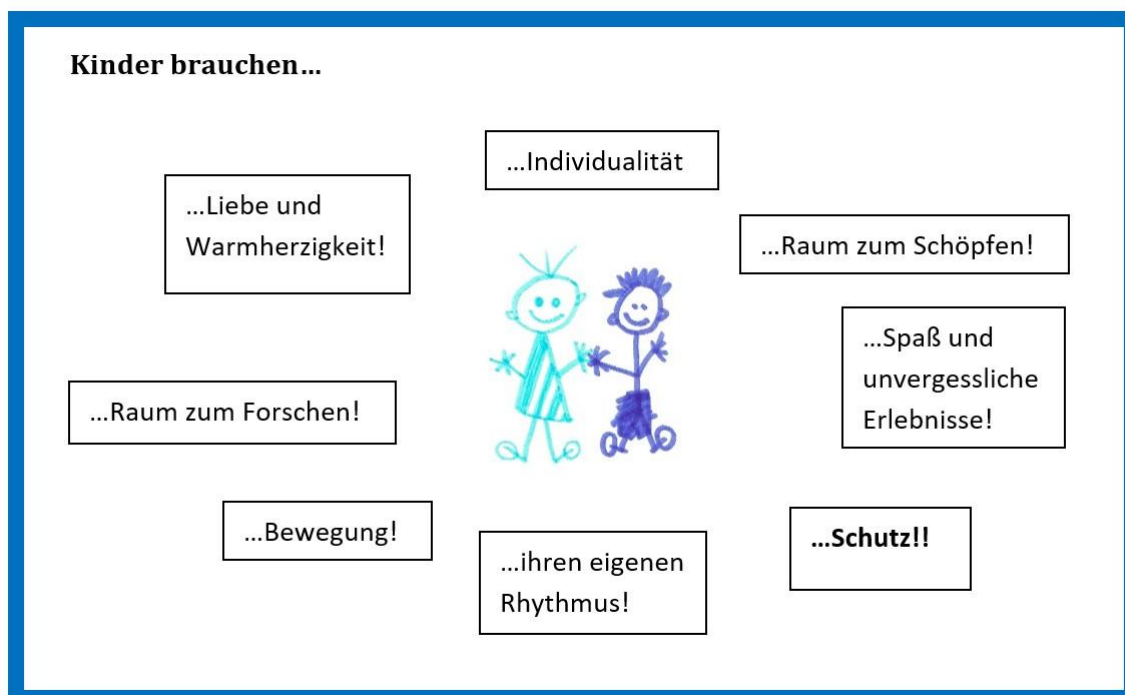 Kinder brauchen…
…Individualität
…Liebe und
Warmherzigkeit!
…Raum zum Schöpfen!
…Spaß und
unvergessliche
Erlebnisse!
…Raum zum Forschen!
…Bewegung!
…ihren eigenen
Rhythmus!
…Schutz!!